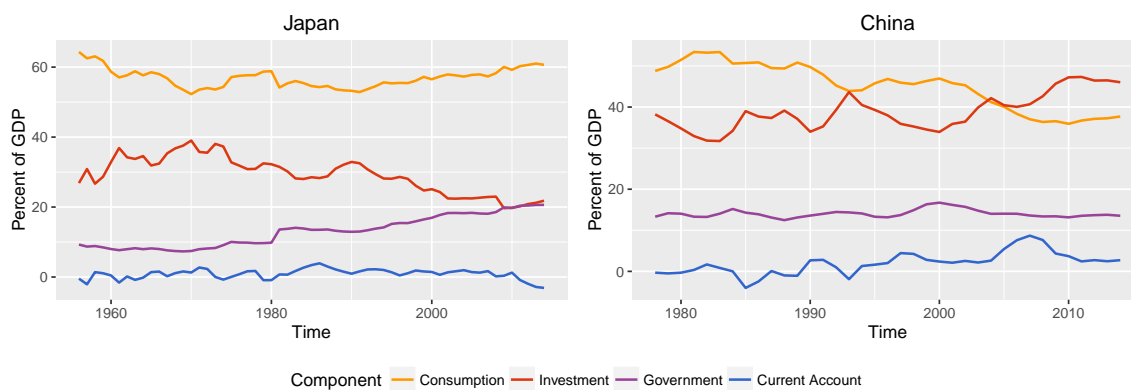 Japan
China
Percent of GDP
60
40
20
0
1960
1980
2000
Time
Percent of GDP
40
20
0
1980
1990
2000
2010
Time
Component Consumption Investment Government Current Account